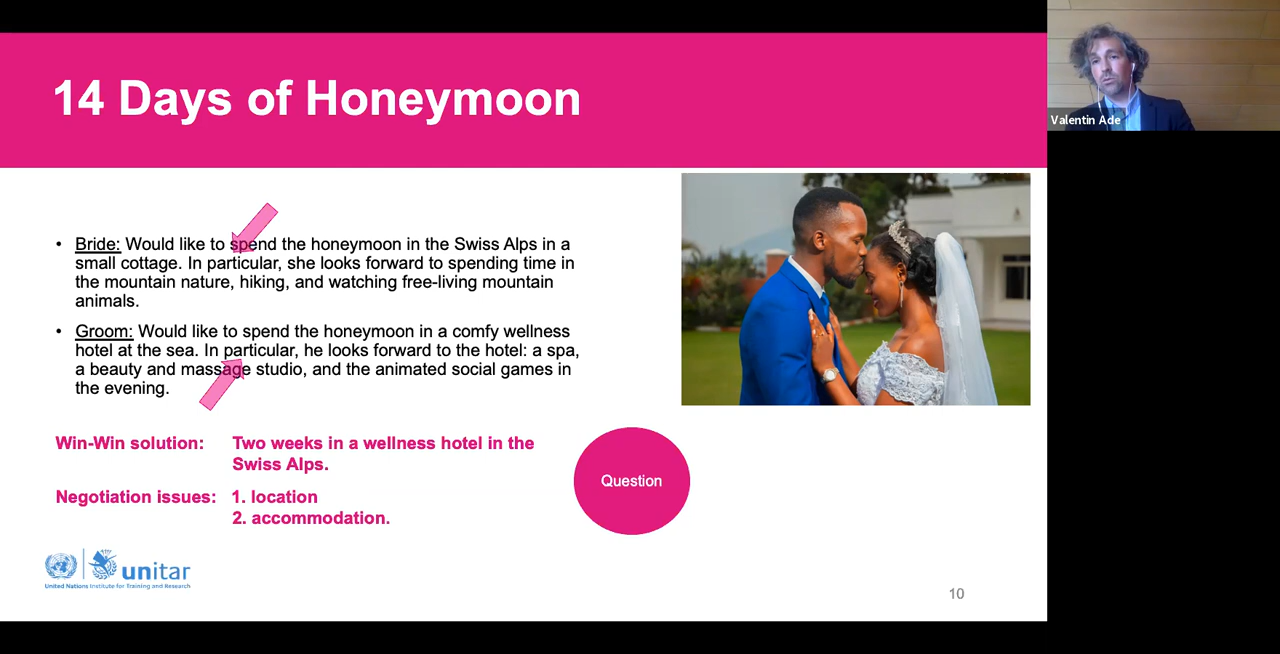 14 Days of Honeymoon
Valentin Ade
• Bride: Would like to spend the honeymoon in the Swiss Alps in a
small cottage. In particular, she looks forward to spending time in
the mountain nature, hiking, and watching free-living mountain
animals.
• Groom: Would like to spend the honeymoon in a comfy wellness
hotel at the sea. In particular, he looks forward to the hotel: a spa,
a beauty and massage studio, and the animated social games in
the evening.
Win-Win solution: Two weeks in a wellness hotel in the
Swiss Alps.
Negotiation issues: 1. location
2. accommodation.
Question
unitar
United Nations Institute for Training and Research
10